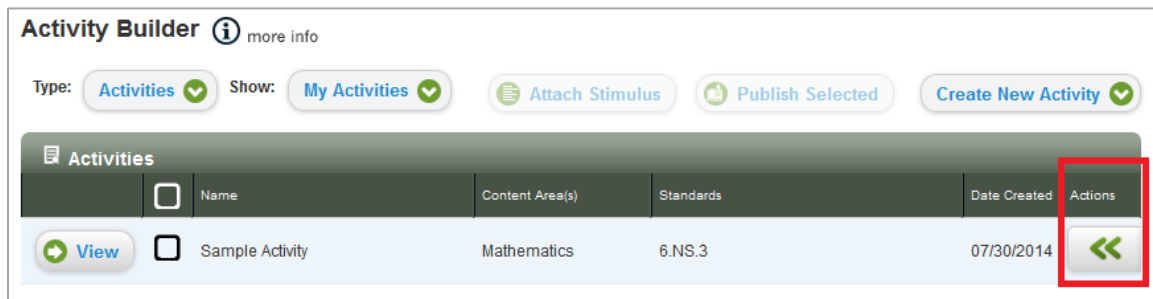 Activity Builder more info
Type: Activities Show: My Activities Attach Stimulus Publish Selected Create New Activity
Activities
Name Content Area(s) Standards Date Created Actions
View Sample Activity Mathematics 6.NS.3 07/30/2014